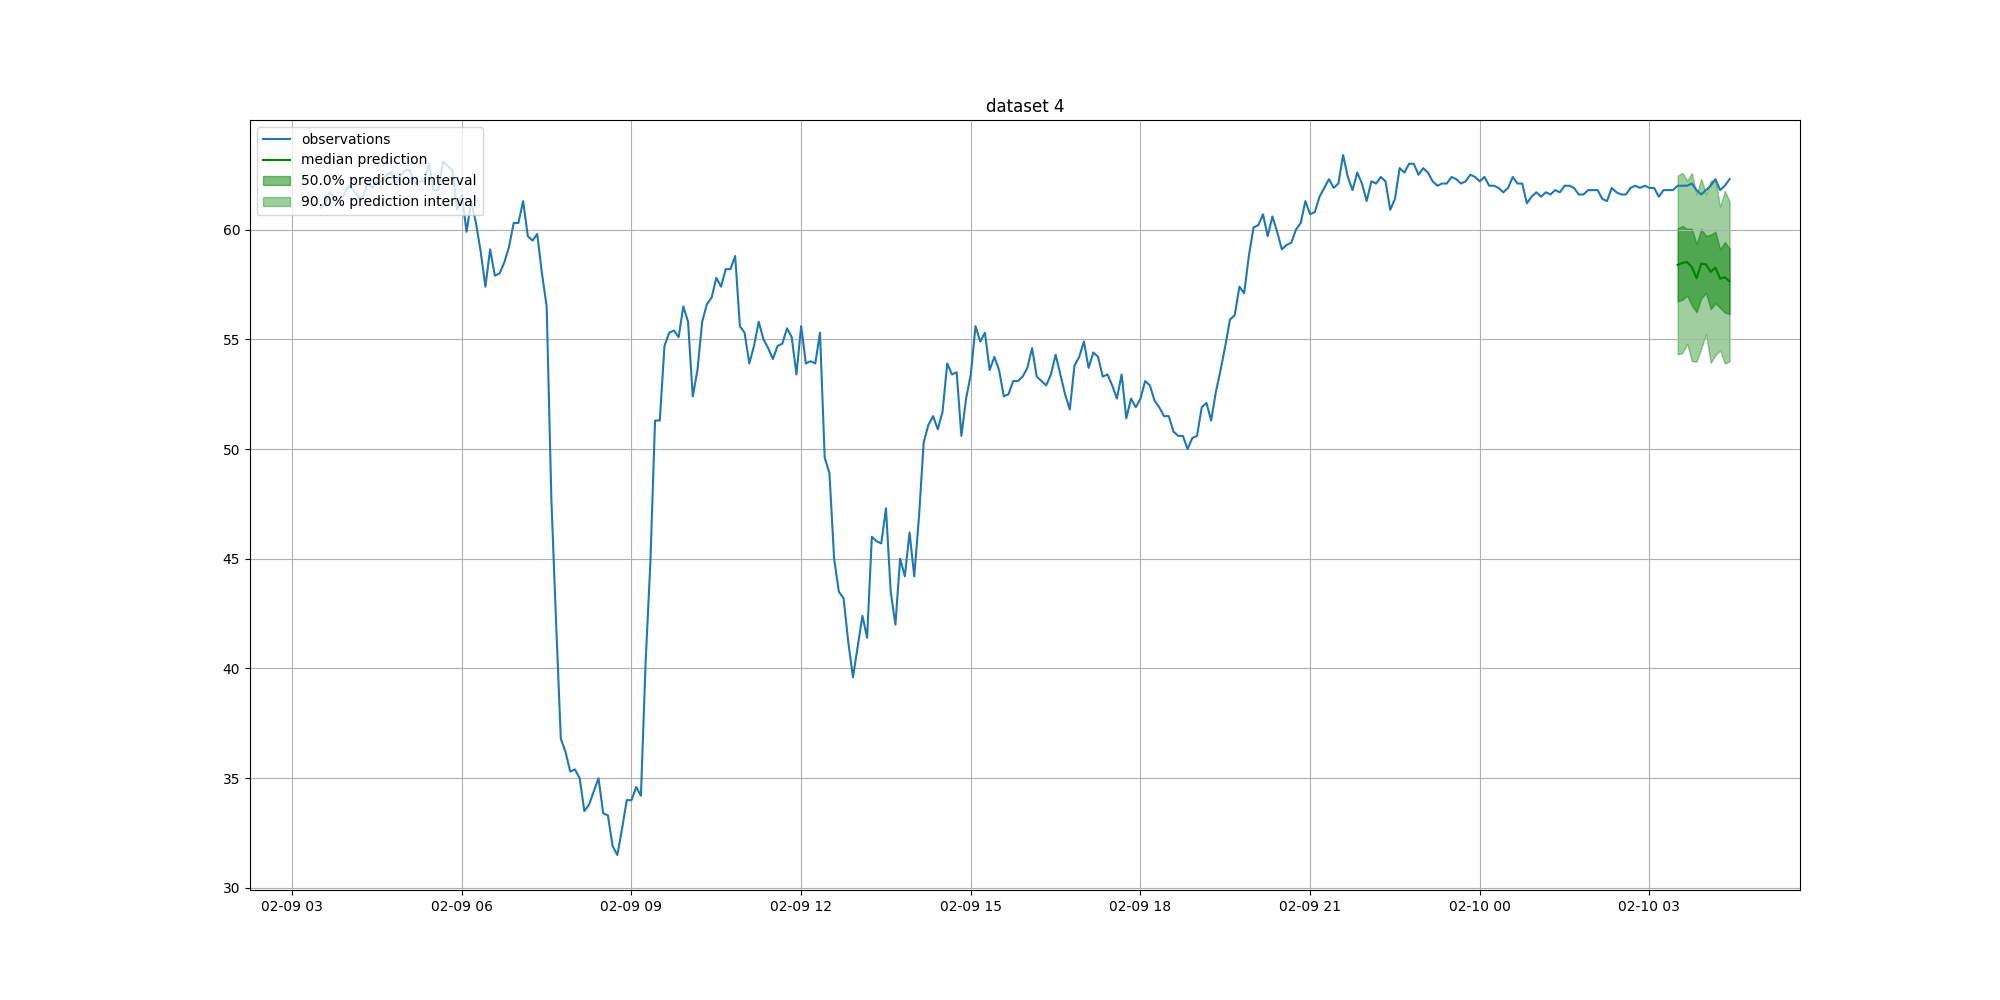 dataset 4
observations
median prediction
50.0% prediction interval
90.0% prediction interval
60
55
50
45
40
35
30
02-09 03 02-09 06 02-09 09 02-09 12 02-09 15 02-09 18 02-09 21 02-10 00 02-10 03